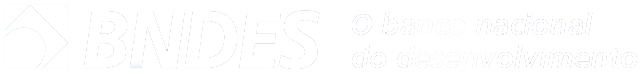 BNDES
O banco nacional
do desenvolvimento